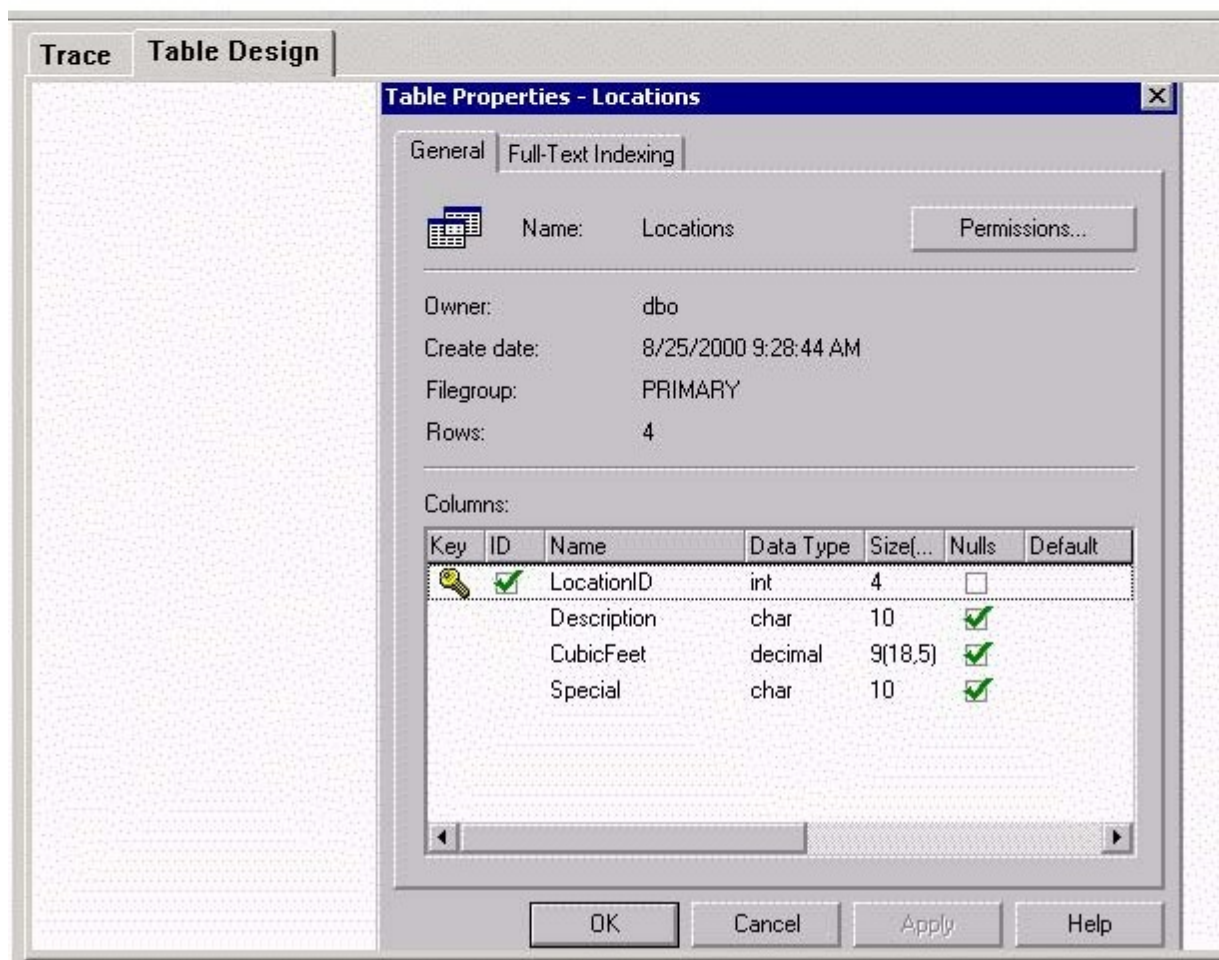 Trace Table Design
Table Properties - Locations
General Full-Text Indexing
Name: Locations Permissions...
Owner: dbo
Create date: 8/25/2000 9:28:44 AM
Filegroup: PRIMARY
Rows: 4
Columns:
Key ID Name Data Type Size(... Nulls Default
LocationID int 4
Description char 10
CubicFeet decimal 9(18,5)
Special char 10
OK Cancel Apply Help